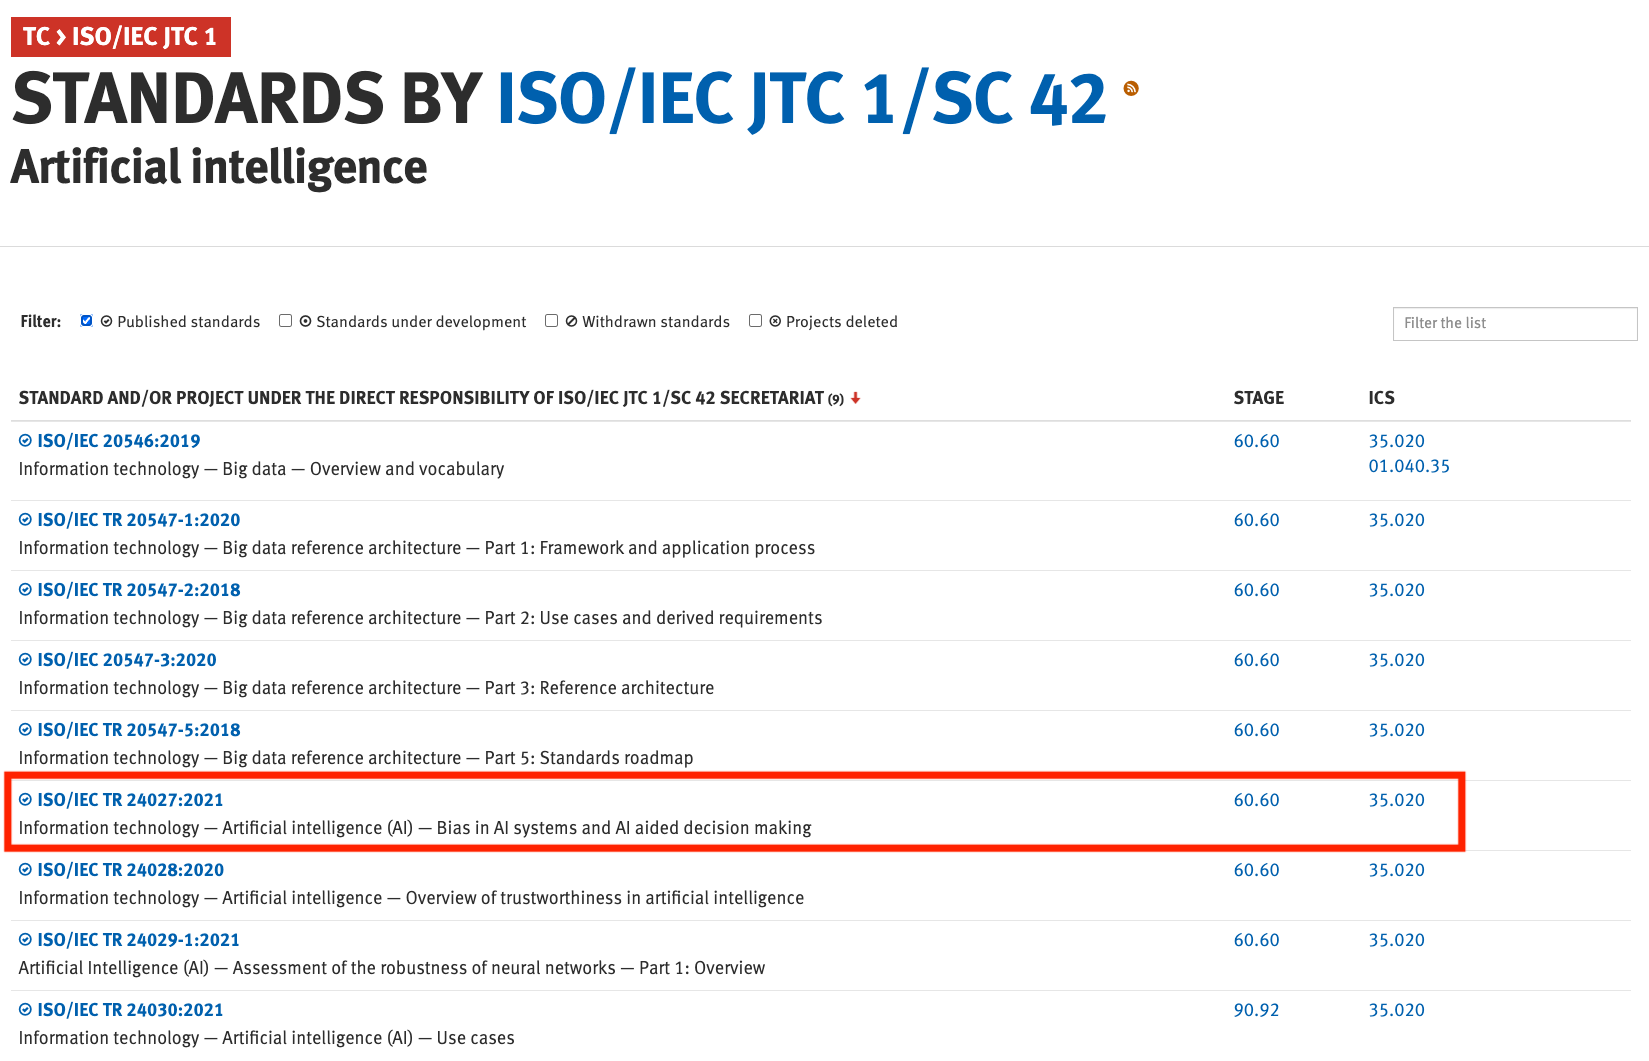 TC › ISO/IEC JTC 1
STANDARDS BY ISO/IEC JTC 1/SC 42
Artificial intelligence
Filter: Published standards Standards under development Withdrawn standards Projects deleted Filter the list
STANDARD AND/OR PROJECT UNDER THE DIRECT RESPONSIBILITY OF ISO/IEC JTC 1/SC 42 SECRETARIAT (9) STAGE ICS
ISO/IEC 20546:2019 60.60 35.020
Information technology — Big data — Overview and vocabulary 01.040.35
ISO/IEC TR 20547-1:2020 60.60 35.020
Information technology — Big data reference architecture — Part 1: Framework and application process
ISO/IEC TR 20547-2:2018 60.60 35.020
Information technology — Big data reference architecture — Part 2: Use cases and derived requirements
ISO/IEC 20547-3:2020 60.60 35.020
Information technology — Big data reference architecture — Part 3: Reference architecture
ISO/IEC TR 20547-5:2018 60.60 35.020
Information technology — Big data reference architecture — Part 5: Standards roadmap
ISO/IEC TR 24027:2021 60.60 35.020
Information technology — Artificial intelligence (AI) — Bias in AI systems and AI aided decision making
ISO/IEC TR 24028:2020 60.60 35.020
Information technology — Artificial intelligence — Overview of trustworthiness in artificial intelligence
ISO/IEC TR 24029-1:2021 60.60 35.020
Artificial Intelligence (AI) — Assessment of the robustness of neural networks — Part 1: Overview
ISO/IEC TR 24030:2021 90.92 35.020
Information technology — Artificial intelligence (AI) — Use cases